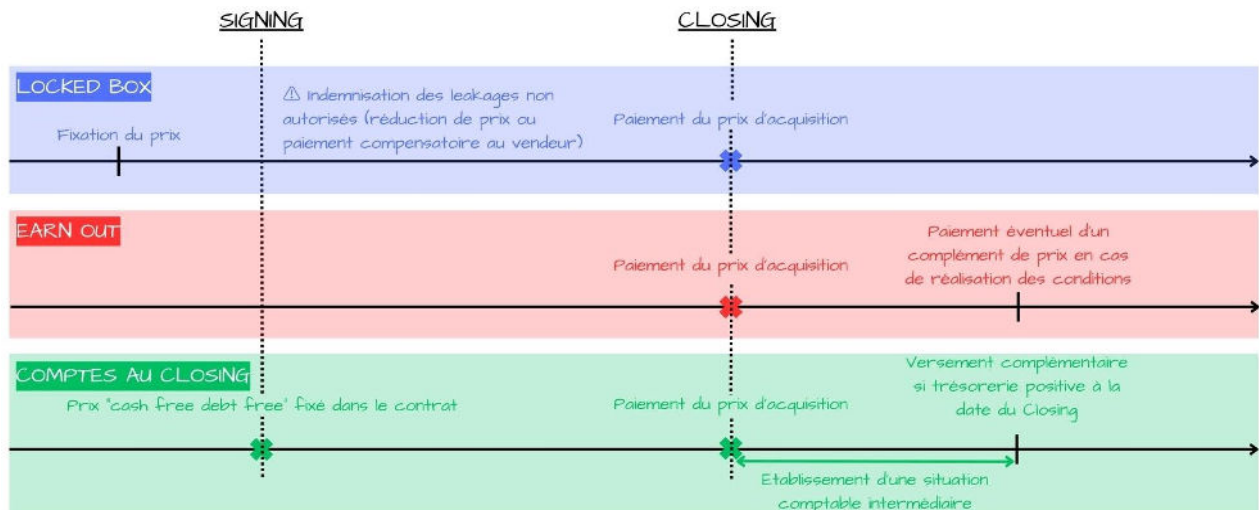 SIGNING
CLOSING
LOCKED BOX
Fixation du prix
⚠ Indemnisation des leakages non
autorisés (réduction de prix ou
paiement compensatoire au vendeur)
Paiement du prix d'acquisition
EARN OUT
Paiement du prix d'acquisition
Paiement éventuel d'un
complément de prix en cas
de réalisation des conditions
COMPTES AU CLOSING
Prix "cash free debt free" fixé dans le contrat
Paiement du prix d'acquisition
Versement complémentaire
si trésorerie positive à la
date du Closing
Etablissement d'une situation
comptable intermédiaire